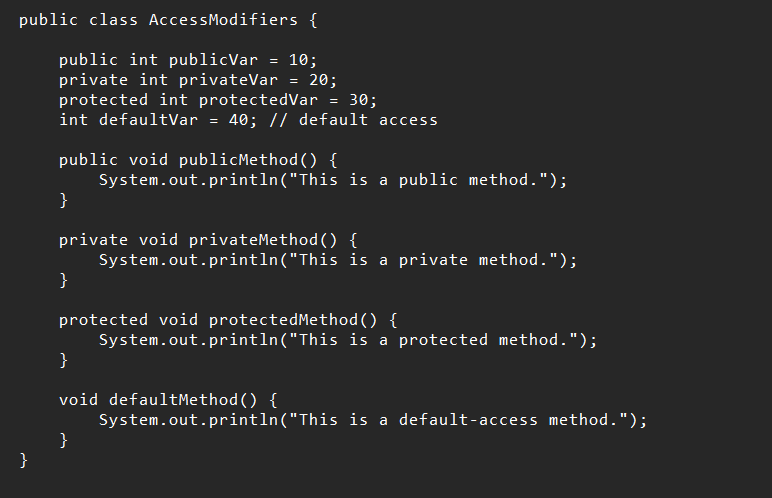 public class AccessModifiers {
public int publicVar = 10;
private int privateVar = 20;
protected int protectedVar = 30;
int defaultVar = 40; // default access
public void publicMethod() {
System.out.println("This is a public method.");
}
private void privateMethod() {
System.out.println("This is a private method.");
}
protected void protectedMethod() {
System.out.println("This is a protected method.");
}
void defaultMethod() {
System.out.println("This is a default-access method.");
}
}